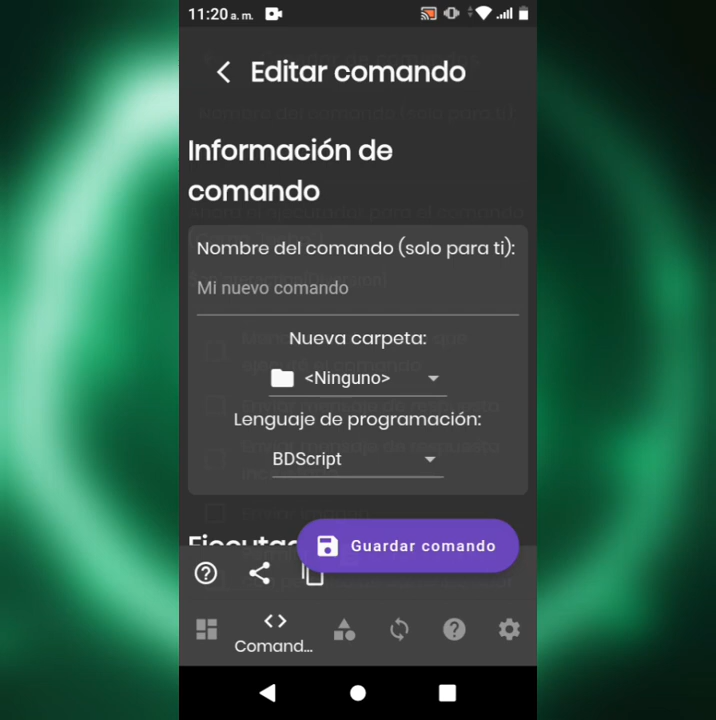 11:20 a. m.
Editar comando
Información de
comando
Nombre del comando (solo para ti):
Mi nuevo comando
Nueva carpeta:
<Ninguno>
Lenguaje de programación:
BDScript
Guardar comando
Comand...